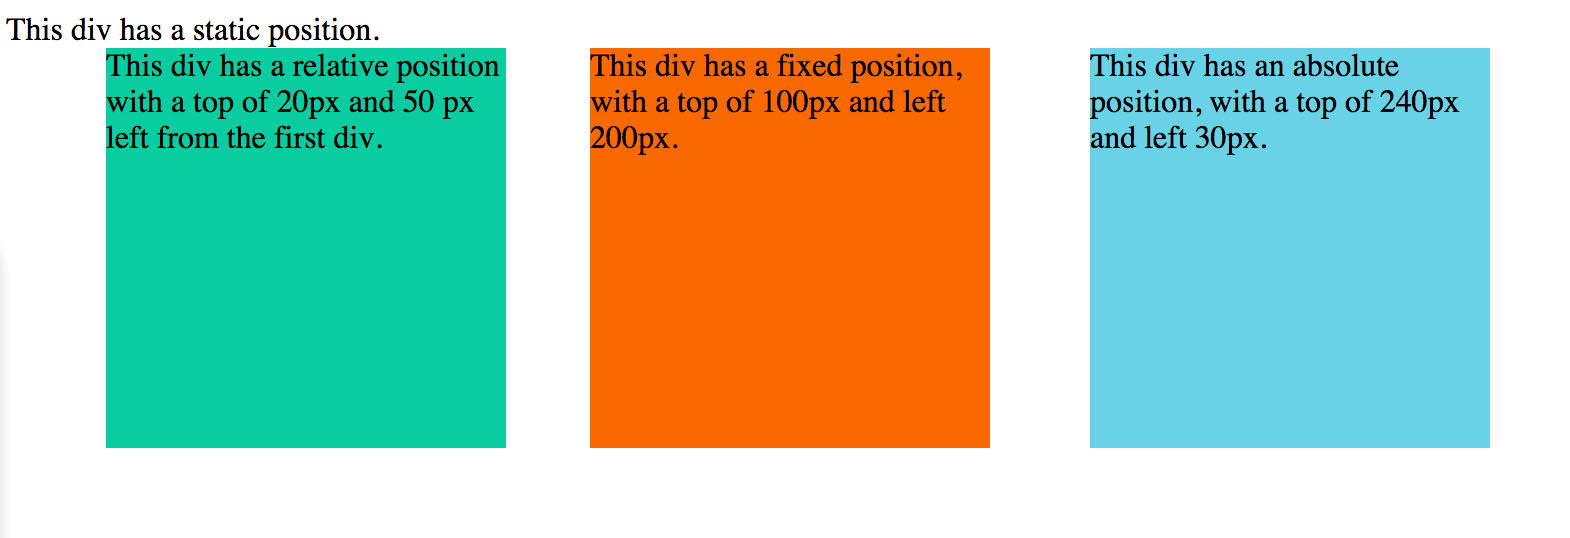 This div has a static position.
This div has a relative position
with a top of 20px and 50 px
left from the first div.
This div has a fixed position,
with a top of 100px and left
200px.
This div has an absolute
position, with a top of 240px
and left 30px.